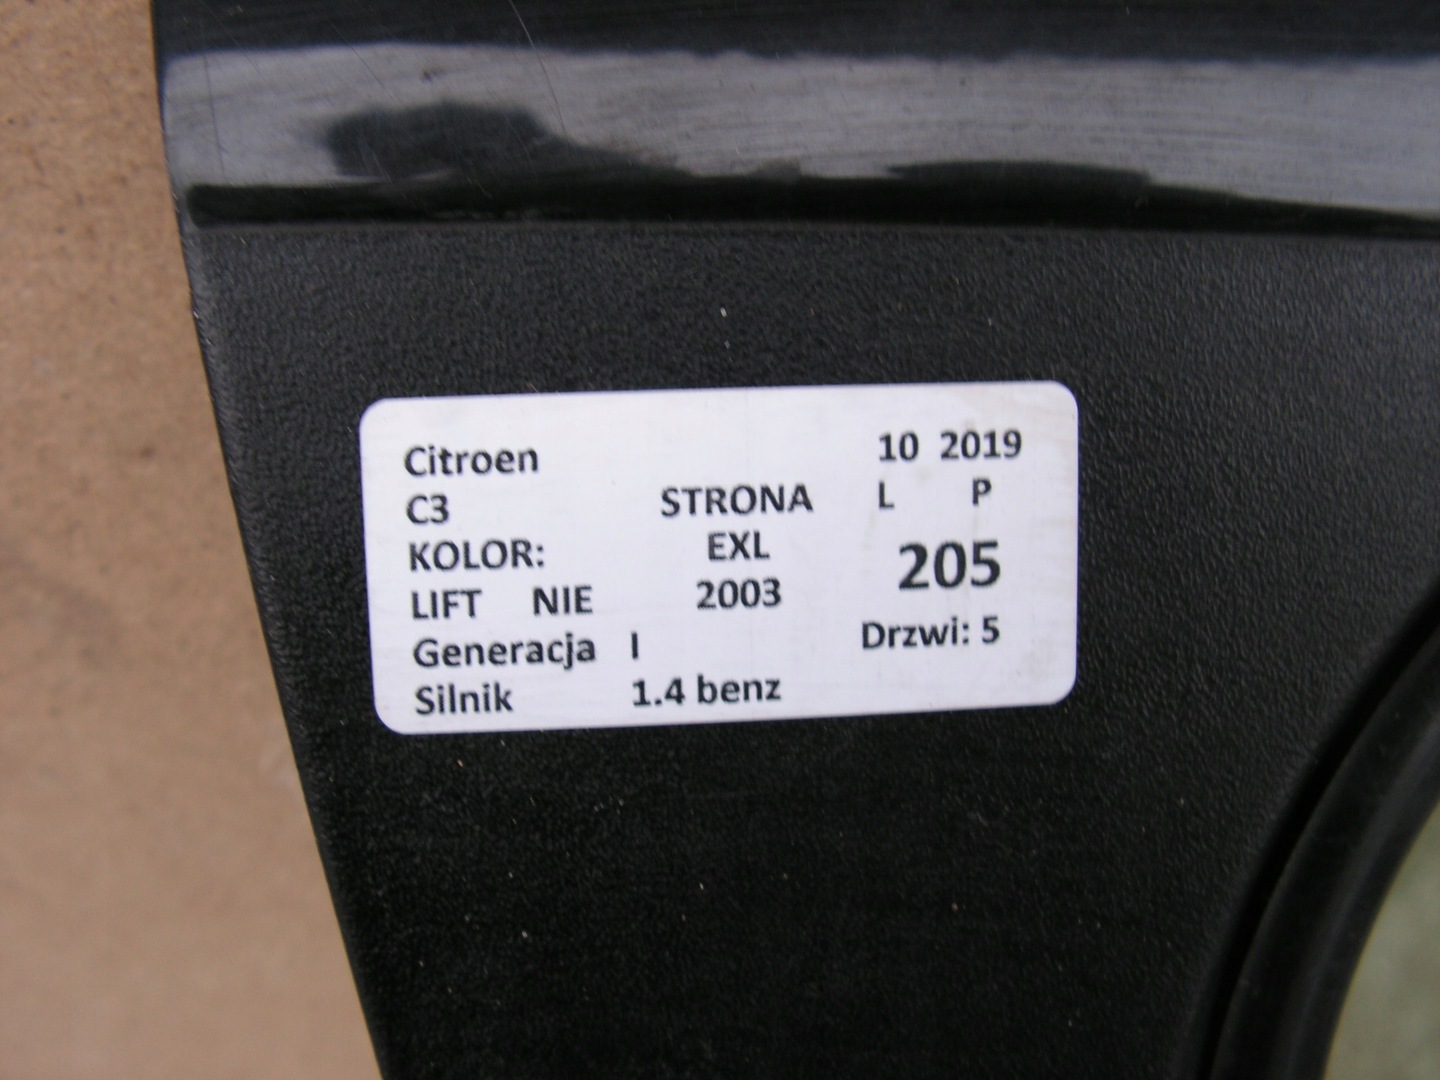 Citroen 10 2019
C3 STRONA L P
KOLOR: EXL 205
LIFT NIE 2003
Generacja I Drzwi: 5
Silnik 1.4 benz